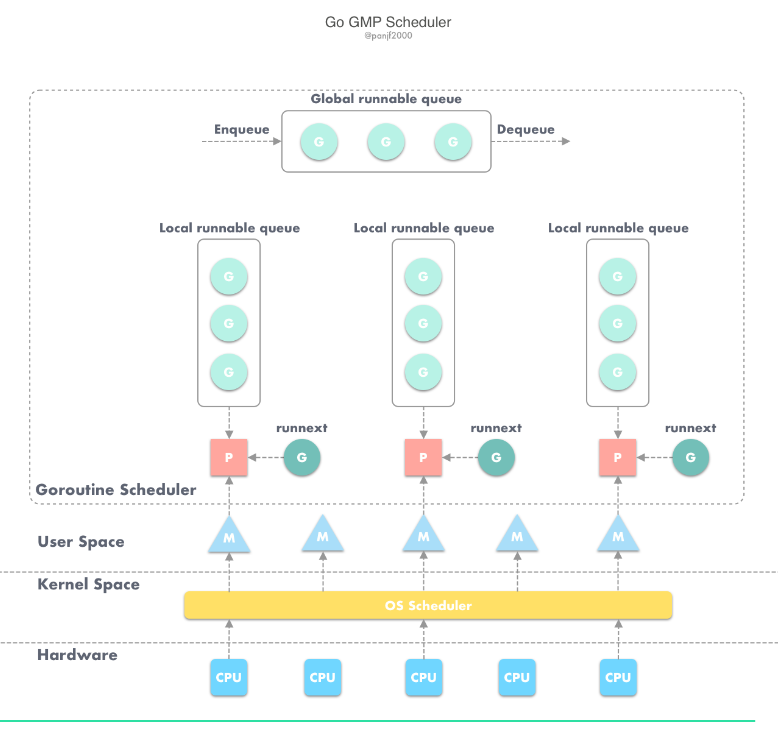 Go GMP Scheduler
@panjf2000
Global runnable queue
Enqueue
Dequeue
G G G
Local runnable queue Local runnable queue Local runnable queue
G G G
G G G
G G G
runnext runnext runnext
P G P G P G
Goroutine Scheduler
User Space
M M M M M
Kernel Space
OS Scheduler
Hardware
CPU CPU CPU CPU CPU